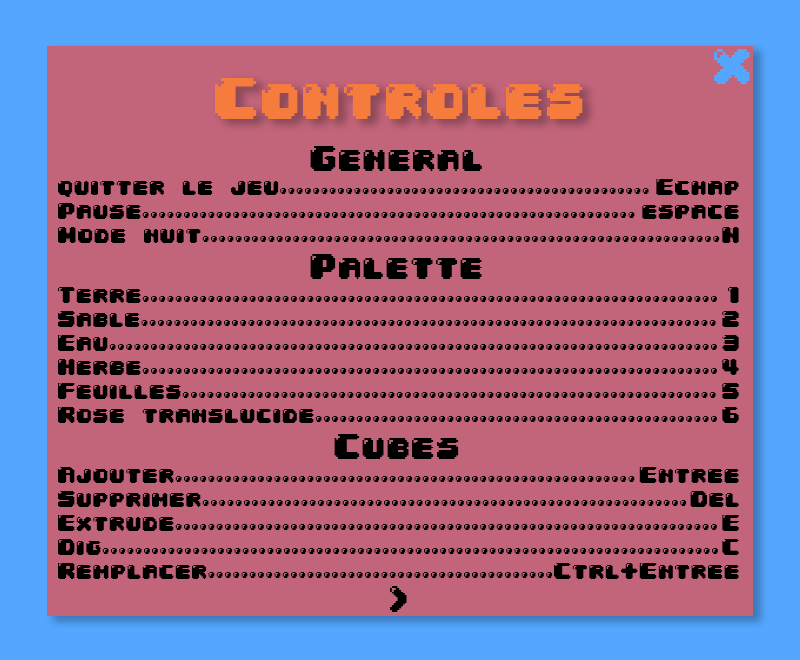 Controles
General
Quitter le jeu............Echap
Pause............espace
Mode nuit............N
Palette
Terre............1
Sable............2
Eau............3
Herbe............4
Feuilles............5
Rose translucide............6
Cubes
Ajouter............Entree
Supprimer............Del
Extrude............E
Dig............C
Remplacer............Ctrl+Entree